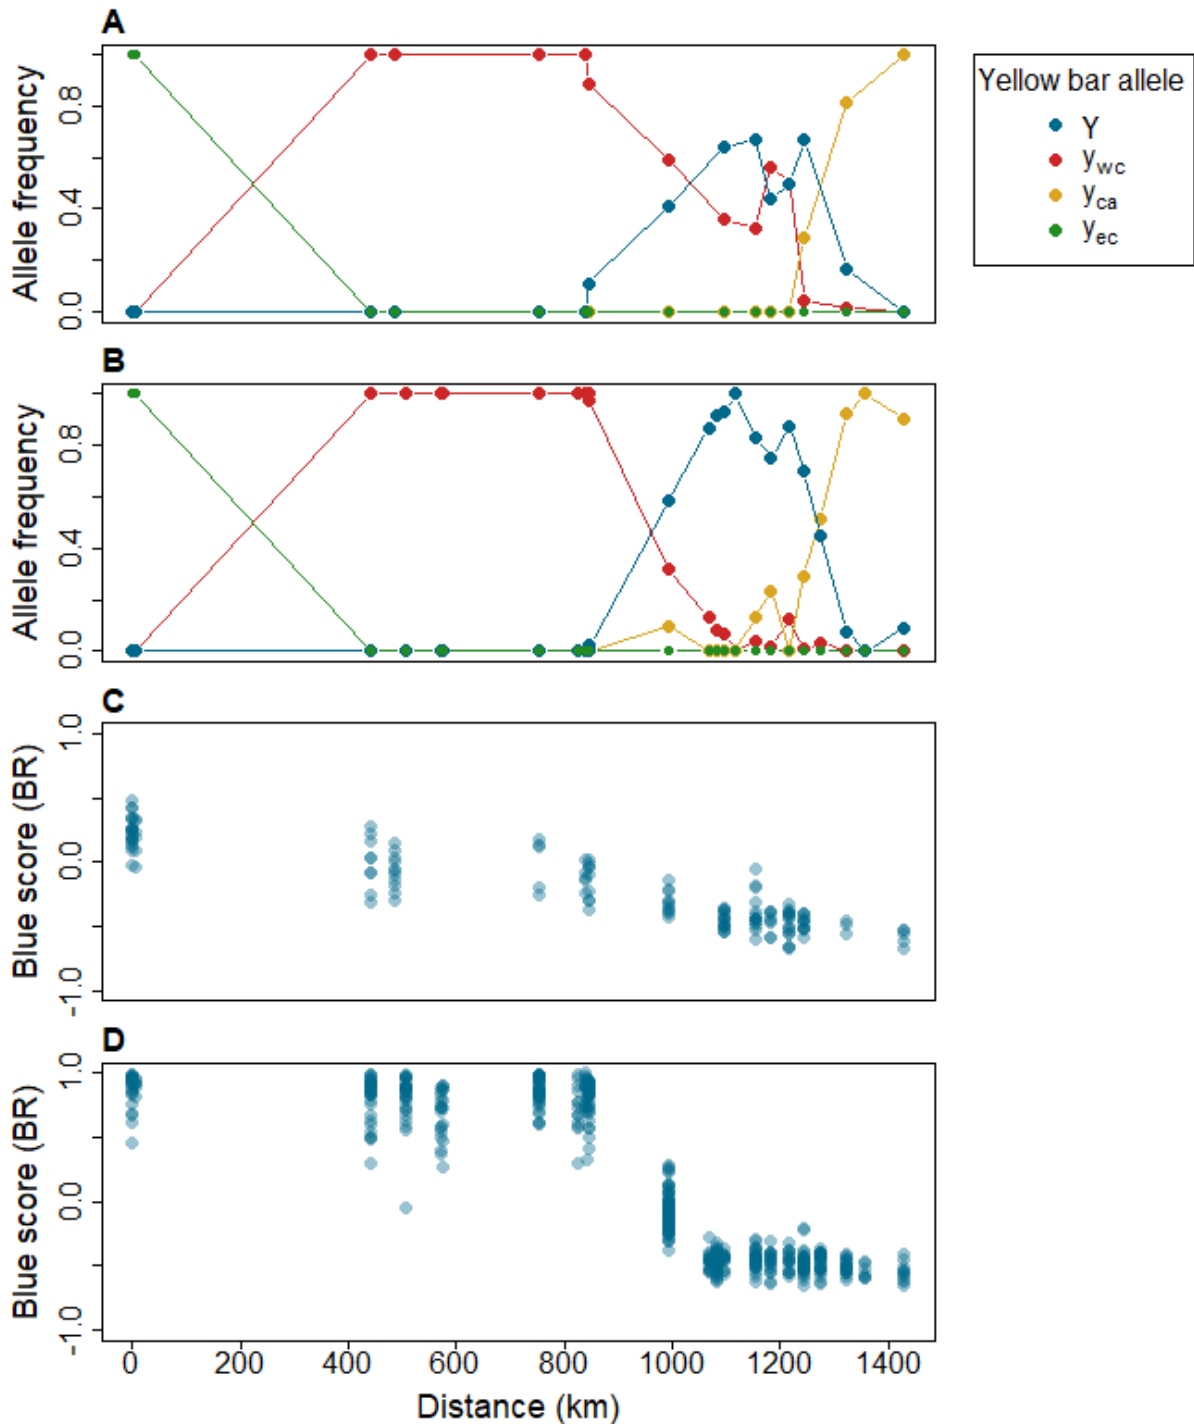 A
Allele frequency
0.0
0.4
0.8
Yellow bar allele
Y
ywc
yca
yec
B
Allele frequency
0.0
0.4
0.8
C
Blue score (BR)
-1.0
0.0
1.0
D
Blue score (BR)
-1.0
0.0
1.0
0 200 400 600 800 1000 1200 1400
Distance (km)